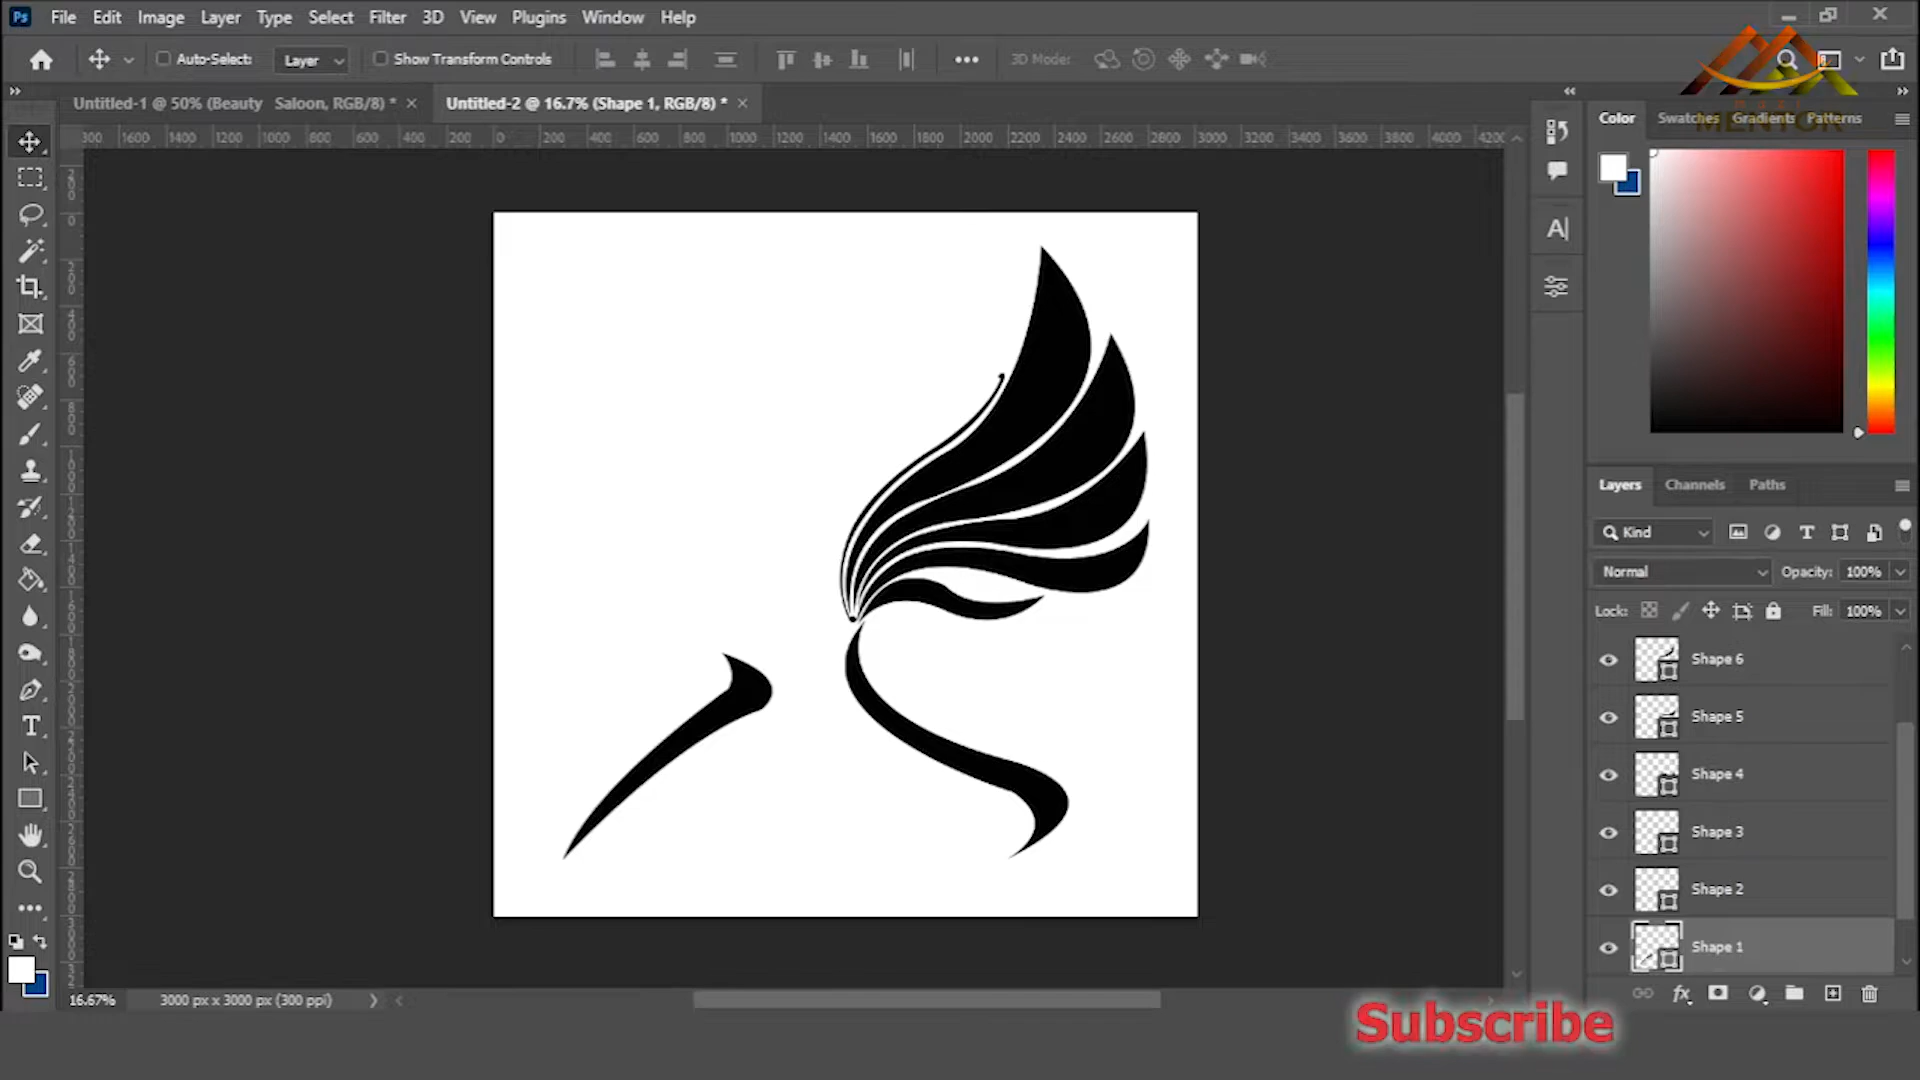 Ps File Edit Image Layer Type Select Filter 3D View Plugins Window Help
Auto-Select: Layer Show Transform Controls 3D Mode:
Untitled-1 @ 50% (Beauty Saloon, RGB/8) * × Untitled-2 @ 16.7% (Shape 1, RGB/8) * ×
Color Swatches Gradients Patterns
MENTOR
300 1600 1400 1200 1000 800 600 400 200 0 200 400 600 800 1000 1200 1400 1600 1800 2000 2200 2400 2600 2800 3000 3200 3400 3600 3800 4000 4200
Layers Channels Paths
Kind
Normal Opacity: 100%
Lock: Fill: 100%
Shape 6
Shape 5
Shape 4
Shape 3
Shape 2
Shape 1
16.67% 3000 px x 3000 px (300 ppi)
Subscribe